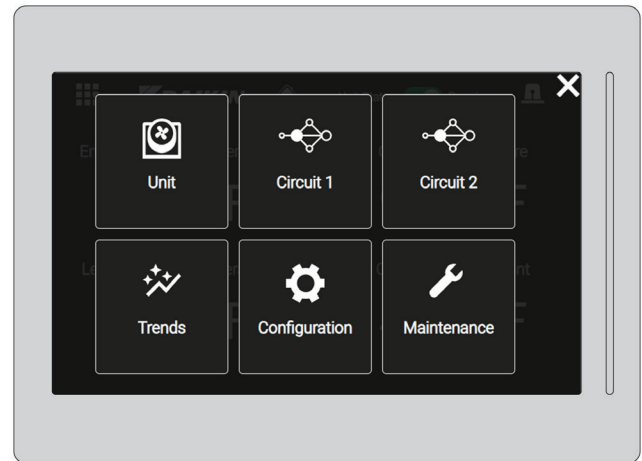 Unit
Circuit 1
Circuit 2
Trends
Configuration
Maintenance